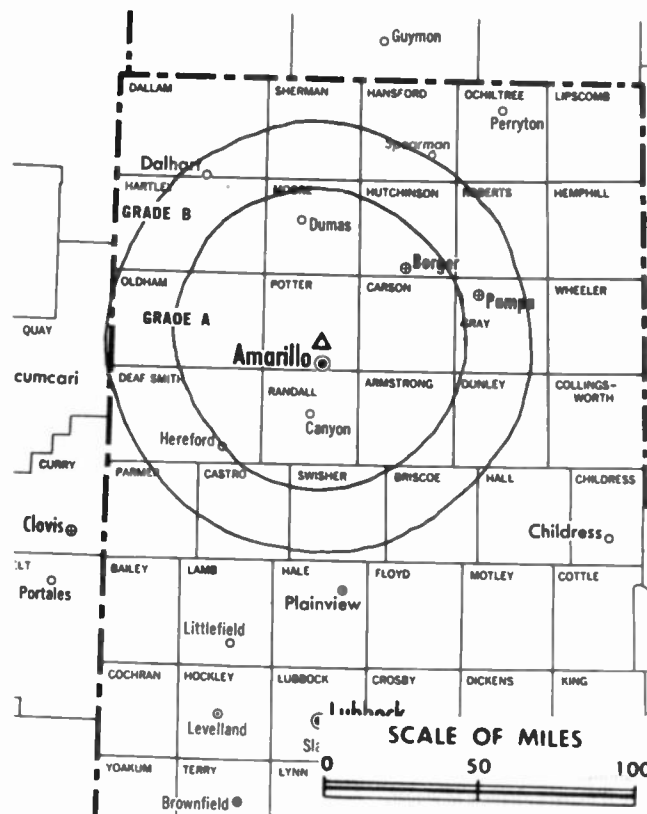 Guymon
DALLAM
SHERMAN
HANSFORD
OCHILTREE
LIPSCOMB
Perryton
Spearman
Dalhart
HARTLEY
MOORE
HUTCHINSON
ROBERTS
HEMPHILL
GRADE B
Dumas
Borger
OLDHAM
POTTER
CARSON
Pampa
WHEELER
GRADE A
GRAY
QUAY
Amarillo
cumcari
DEAF SMITH
RANDALL
ARMSTRONG
DONLEY
COLLINGS-
WORTH
Canyon
Hereford
CURRY
PARMER
CASTRO
SWISHER
BRISCOE
HALL
CHILDRESS
Clovis
Childress
ELT
BAILEY
LAMB
HALE
FLOYD
MOTLEY
COTTLE
Portales
Plainview
Littlefield
COCHRAN
HOCKLEY
LUBBOCK
CROSBY
DICKENS
KING
Levelland
Lubbock
Sla
SCALE OF MILES
YOAKUM
TERRY
LYNN
0
50
100
Brownfield